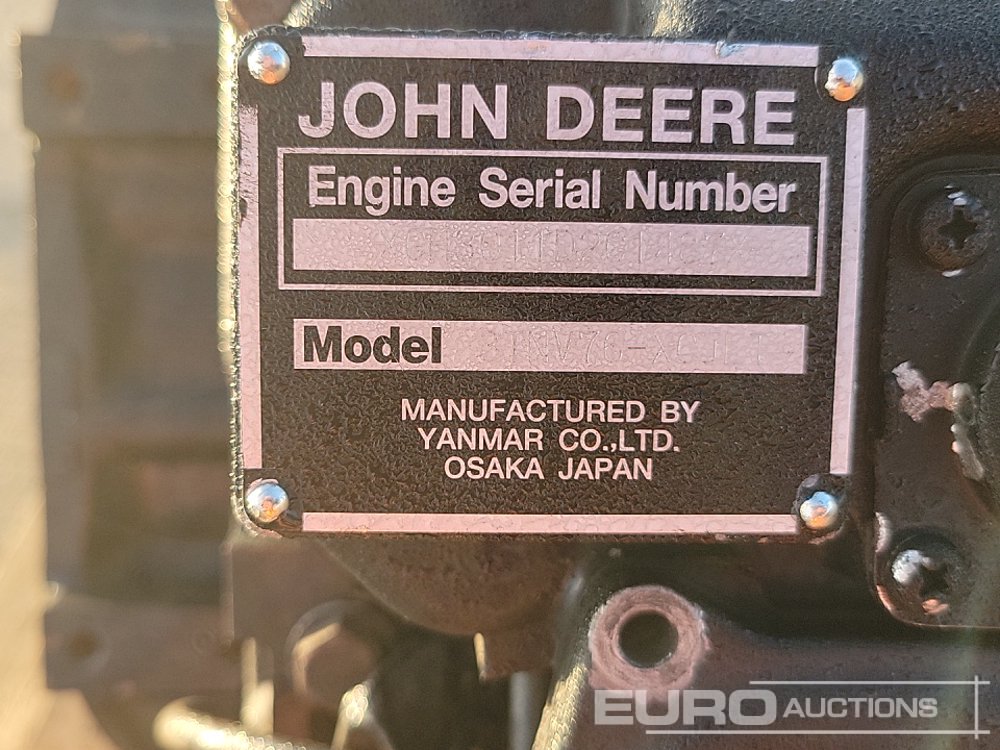 JOHN DEERE
Engine Serial Number
Model
MANUFACTURED BY
YANMAR CO.,LTD.
OSAKA JAPAN
EURO AUCTIONS